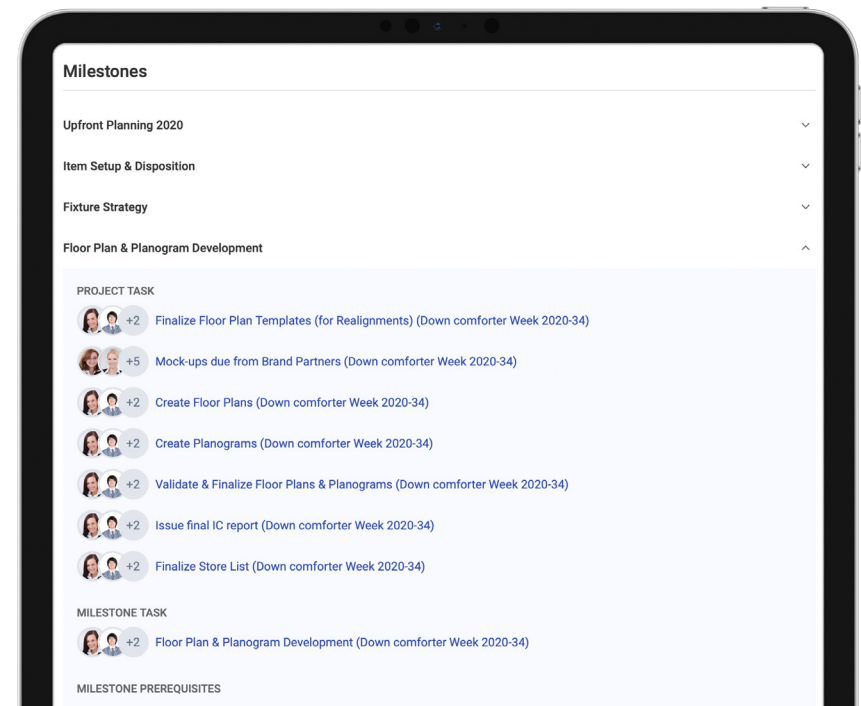 Milestones
Upfront Planning 2020
Item Setup & Disposition
Fixture Strategy
Floor Plan & Planogram Development
PROJECT TASK
+2 Finalize Floor Plan Templates (for Realignments) (Down comforter Week 2020-34)
+5 Mock-ups due from Brand Partners (Down comforter Week 2020-34)
+2 Create Floor Plans (Down comforter Week 2020-34)
+2 Create Planograms (Down comforter Week 2020-34)
+2 Validate & Finalize Floor Plans & Planograms (Down comforter Week 2020-34)
+2 Issue final IC report (Down comforter Week 2020-34)
+2 Finalize Store List (Down comforter Week 2020-34)
MILESTONE TASK
+2 Floor Plan & Planogram Development (Down comforter Week 2020-34)
MILESTONE PREREQUISITES